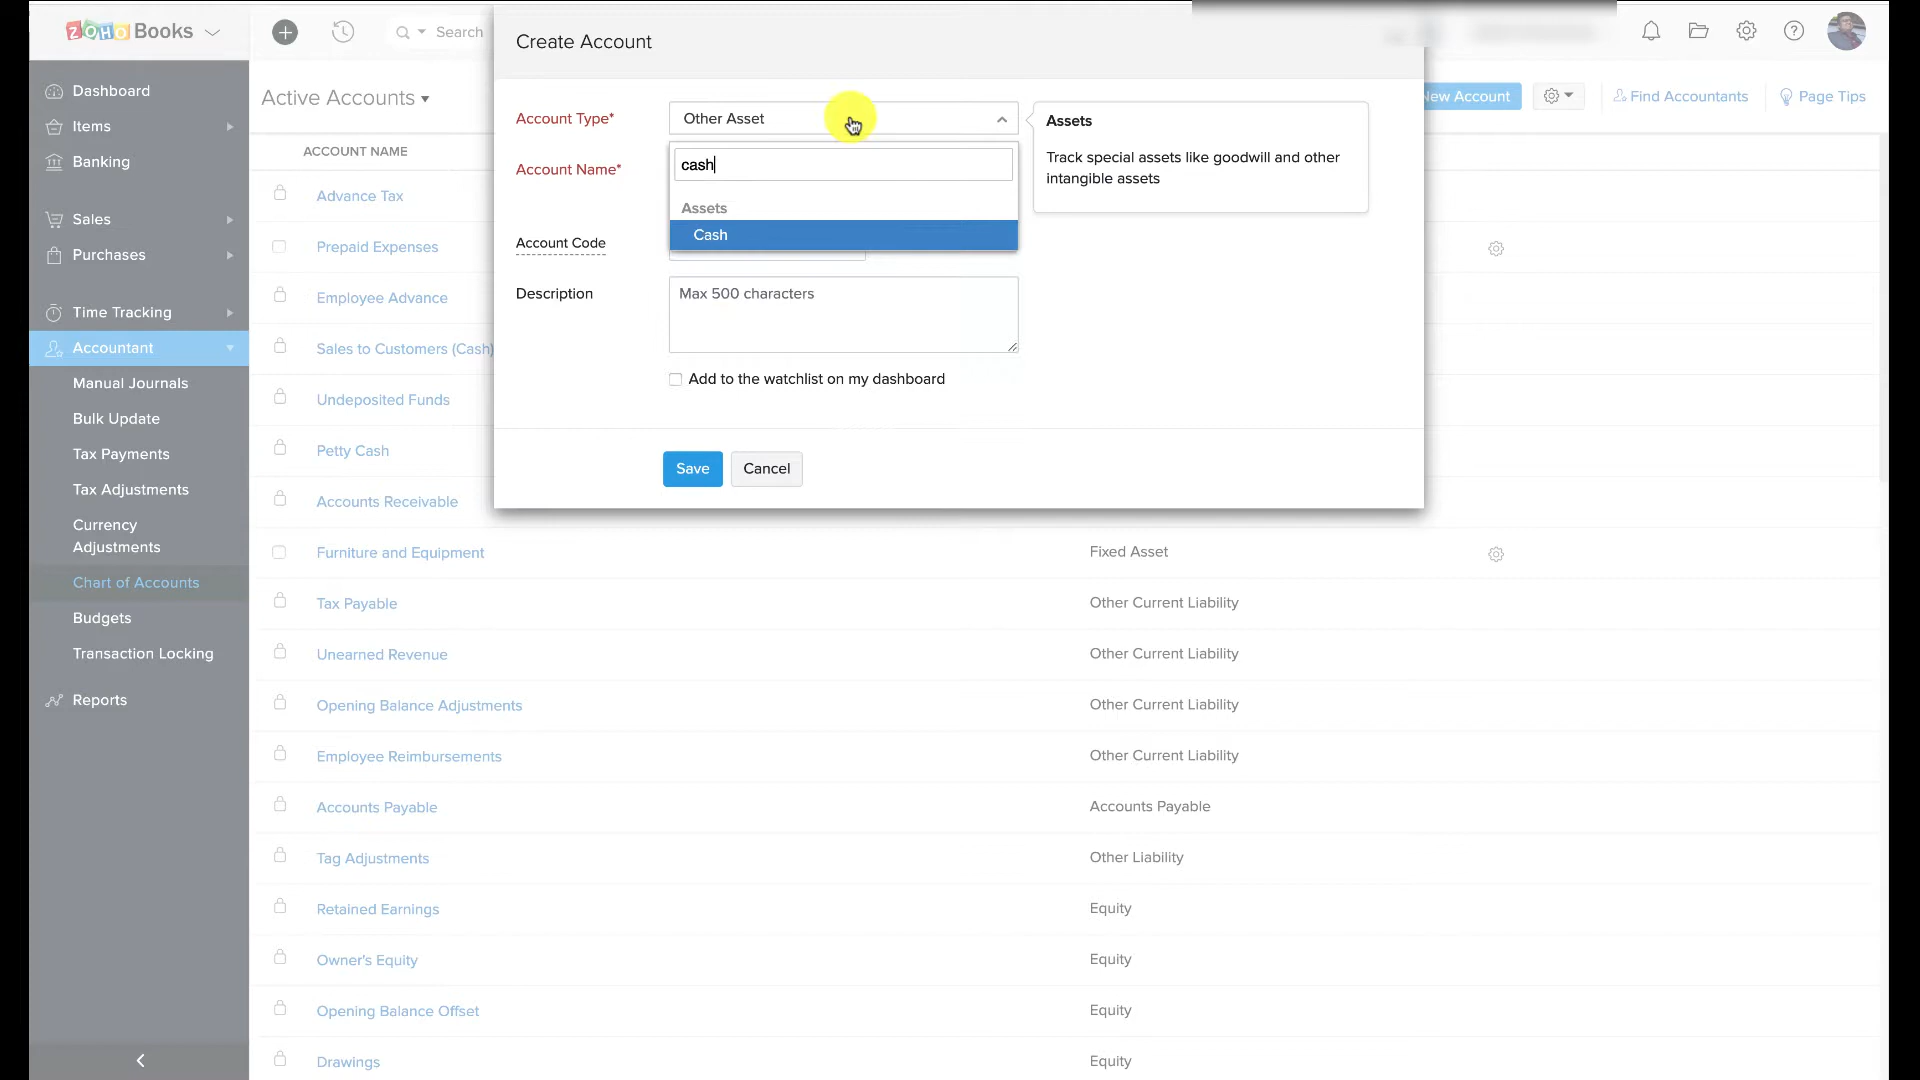 ZOHO Books
Search
Create Account
Dashboard
Items
Banking
Sales
Purchases
Time Tracking
Accountant
Manual Journals
Bulk Update
Tax Payments
Tax Adjustments
Currency
Adjustments
Chart of Accounts
Budgets
Transaction Locking
Reports
Active Accounts
New Account
Find Accountants
Page Tips
Account Type*
Other Asset
cash
Assets
Cash
Account Name*
Account Code
Description
Max 500 characters
Add to the watchlist on my dashboard
Save
Cancel
Assets
Track special assets like goodwill and other
intangible assets
ACCOUNT NAME
Advance Tax
Prepaid Expenses
Employee Advance
Sales to Customers (Cash)
Undeposited Funds
Petty Cash
Accounts Receivable
Furniture and Equipment Fixed Asset
Tax Payable Other Current Liability
Unearned Revenue Other Current Liability
Opening Balance Adjustments Other Current Liability
Employee Reimbursements Other Current Liability
Accounts Payable Accounts Payable
Tag Adjustments Other Liability
Retained Earnings Equity
Owner's Equity Equity
Opening Balance Offset Equity
Drawings Equity